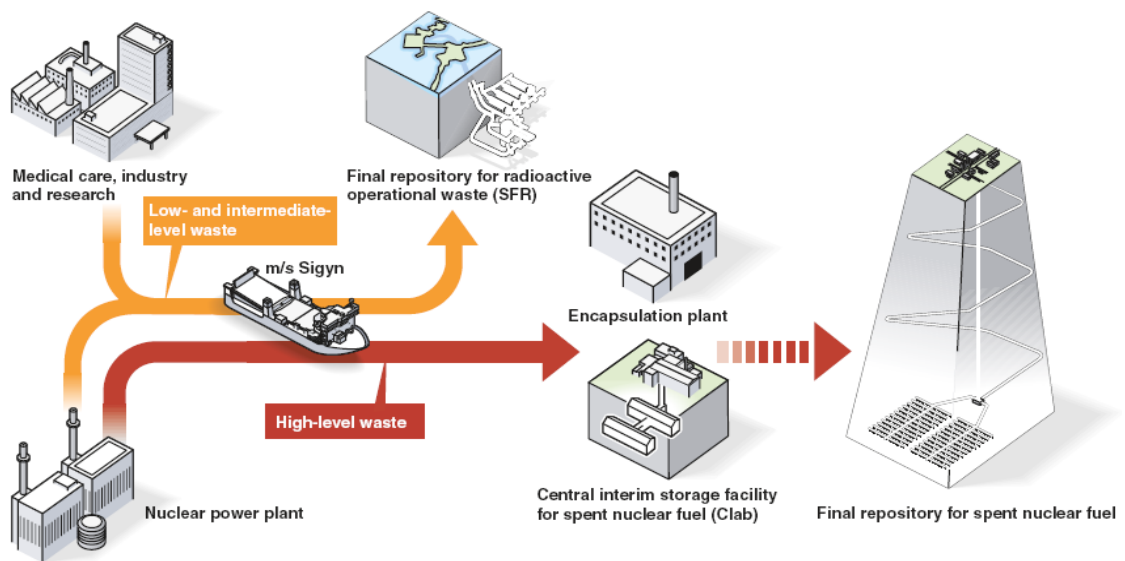 Medical care, industry
and research
Final repository for radioactive
operational waste (SFR)
Low- and intermediate-
level waste
m/s Sigyn
Encapsulation plant
High-level waste
Nuclear power plant
Central interim storage facility
for spent nuclear fuel (Clab)
Final repository for spent nuclear fuel